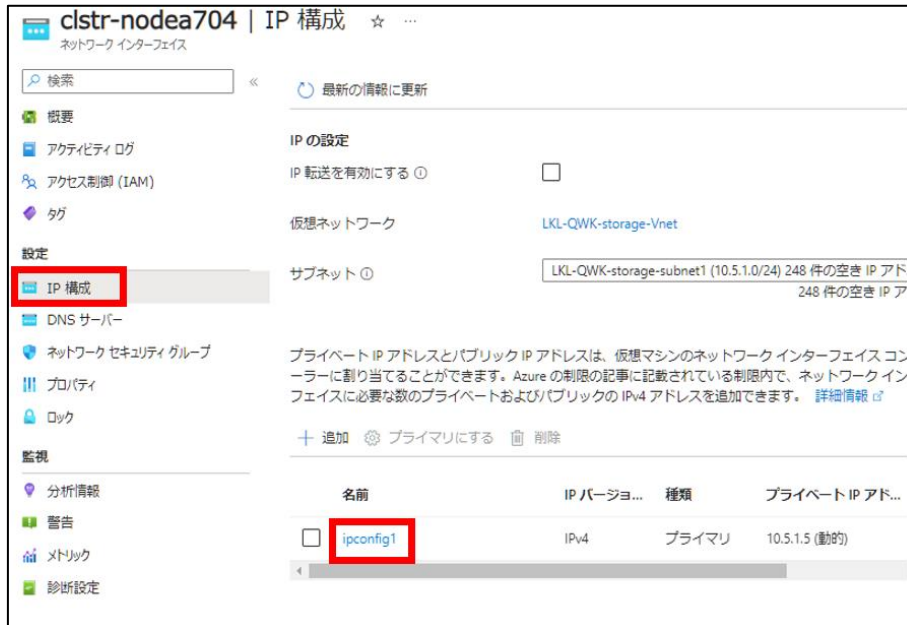 clstr-nodea704 | IP 構成 ☆ …
ネットワーク インターフェイス
検索 «
概要
アクティビティ ログ
アクセス制御 (IAM)
タグ
設定
IP 構成
DNS サーバー
ネットワーク セキュリティ グループ
プロパティ
ロック
監視
分析情報
警告
メトリック
診断設定
最新の情報に更新
IP の設定
IP 転送を有効にする
仮想ネットワーク LKL-QWK-storage-Vnet
サブネット LKL-QWK-storage-subnet1 (10.5.1.0/24) 248 件の空き IP アド
248 件の空き IP ア
プライベート IP アドレスとパブリック IP アドレスは、仮想マシンのネットワーク インターフェイス コン
ーラーに割り当てることができます。Azure の制限の記事に記載されている制限内で、ネットワーク イン
フェイスに必要な数のプライベートおよびパブリックの IPv4 アドレスを追加できます。 詳細情報
+ 追加 プライマリにする 削除
名前 IP バージョ... 種類 プライベート IP アド...
ipconfig1 IPv4 プライマリ 10.5.1.5 (動的)